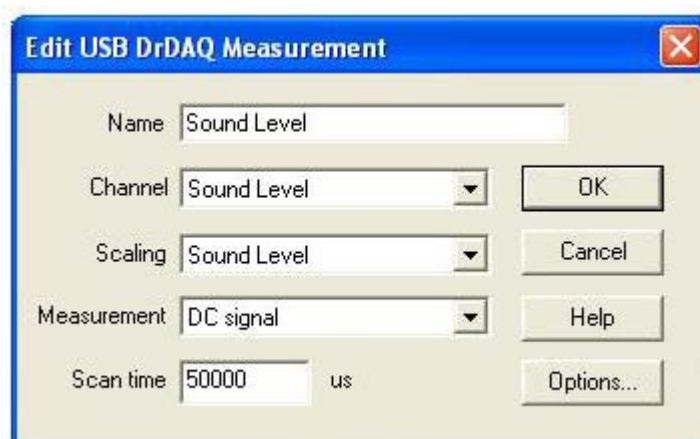 Edit USB DrDAQ Measurement
Name Sound Level
Channel Sound Level OK
Scaling Sound Level Cancel
Measurement DC signal Help
Scan time 50000 us Options...